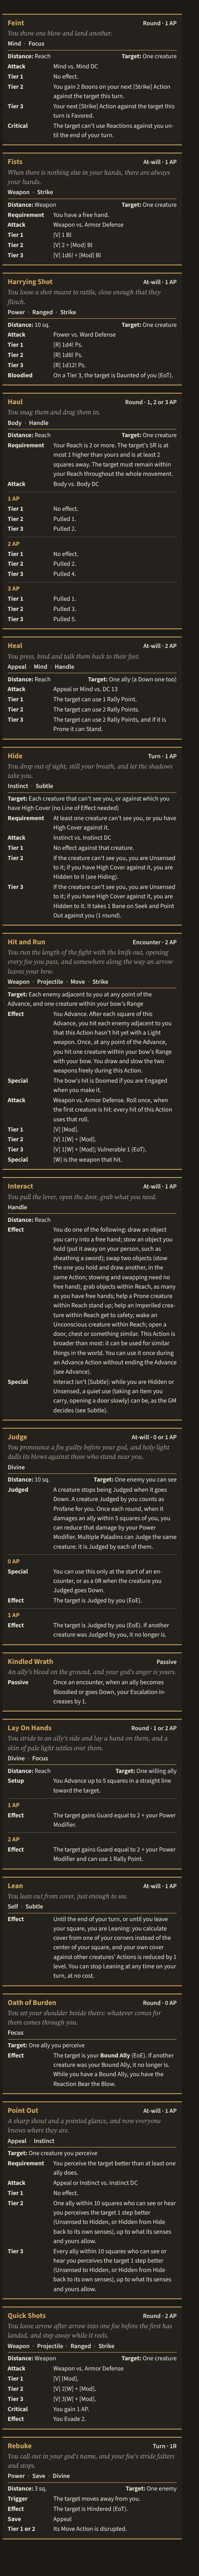 Feint Round · 1 AP
You show one blow and land another.
Mind · Focus
Distance: Reach Target: One creature
Attack Mind vs. Mind DC
Tier 1 No effect.
Tier 2 You gain 2 Boons on your next [Strike] Action
against the target this turn.
Tier 3 Your next [Strike] Action against the target this
turn is Favored.
Critical The target can't use Reactions against you un-
til the end of your turn.
Fists At-will · 1 AP
When there is nothing else in your hands, there are always
your hands.
Weapon · Strike
Distance: Weapon Target: One creature
Requirement You have a free hand.
Attack Weapon vs. Armor Defense
Tier 1 [V] 1 Bl
Tier 2 [V] 2 + [Mod] Bl
Tier 3 [V] 1d6! + [Mod] Bl
Harrying Shot At-will · 1 AP
You loose a shot meant to rattle, close enough that they
flinch.
Power · Ranged · Strike
Distance: 10 sq. Target: One creature
Attack Power vs. Ward Defense
Tier 1 [R] 1d4! Ps.
Tier 2 [R] 1d8! Ps.
Tier 3 [R] 1d12! Ps.
Bloodied On a Tier 3, the target is Daunted of you (EoT).
Haul Round · 1, 2 or 3 AP
You snag them and drag them in.
Body · Handle
Distance: Reach Target: One creature
Requirement Your Reach is 2 or more. The target's SR is at
most 1 higher than yours and is at least 2
squares away. The target must remain within
your Reach throughout the whole movement.
Attack Body vs. Body DC
1 AP
Tier 1 No effect.
Tier 2 Pulled 1.
Tier 3 Pulled 2.
2 AP
Tier 1 No effect.
Tier 2 Pulled 2.
Tier 3 Pulled 4.
3 AP
Tier 1 Pulled 1.
Tier 2 Pulled 3.
Tier 3 Pulled 5.
Heal At-will · 2 AP
You press, bind and talk them back to their feet.
Appeal · Mind · Handle
Distance: Reach Target: One ally (a Down one too)
Attack Appeal or Mind vs. DC 13
Tier 1 The target can use 1 Rally Point.
Tier 2 The target can use 2 Rally Points.
Tier 3 The target can use 2 Rally Points, and if it is
Prone it can Stand.
Hide Turn · 1 AP
You drop out of sight, still your breath, and let the shadows
take you.
Instinct · Subtle
Target: Each creature that can't see you, or against which you
have High Cover (no Line of Effect needed)
Requirement At least one creature can't see you, or you have
High Cover against it.
Attack Instinct vs. Instinct DC
Tier 1 No effect against that creature.
Tier 2 If the creature can't see you, you are Unsensed
to it; if you have High Cover against it, you are
Hidden to it (see Hiding).
Tier 3 If the creature can't see you, you are Unsensed
to it; if you have High Cover against it, you are
Hidden to it. It takes 1 Bane on Seek and Point
Out against you (1 round).
Hit and Run Encounter · 2 AP
You run the length of the fight with the knife out, opening
every foe you pass, and somewhere along the way an arrow
leaves your bow.
Weapon · Projectile · Move · Strike
Target: Each enemy adjacent to you at any point of the
Advance, and one creature within your bow's Range
Effect You Advance. After each square of this
Advance, you hit each enemy adjacent to you
that this Action hasn't hit yet with a Light
weapon. Once, at any point of the Advance,
you hit one creature within your bow's Range
with your bow. You draw and stow the two
weapons freely during this Action.
Special The bow's hit is Doomed if you are Engaged
when you make it.
Attack Weapon vs. Armor Defense. Roll once, when
the first creature is hit: every hit of this Action
uses that roll.
Tier 1 [V] [Mod].
Tier 2 [V] 1[W] + [Mod].
Tier 3 [V] 1[W] + [Mod]; Vulnerable 1 (EoT).
Special [W] is the weapon that hit.
Interact At-will · 1 AP
You pull the lever, open the door, grab what you need.
Handle
Distance: Reach
Effect You do one of the following: draw an object
you carry into a free hand; stow an object you
hold (put it away on your person, such as
sheathing a sword); swap two objects (stow
the one you hold and draw another, in the
same Action; stowing and swapping need no
free hand); grab objects within Reach, as many
as you have free hands; help a Prone creature
within Reach stand up; help an Imperiled crea-
ture within Reach get to safety; wake an
Unconscious creature within Reach; open a
door, chest or something similar. This Action is
broader than most: it can be used for similar
things in the world. You can use it once during
an Advance Action without ending the Advance
(see Advance).
Special Interact isn't [Subtle]: while you are Hidden or
Unsensed, a quiet use (taking an item you
carry, opening a door slowly) can be, as the GM
decides (see Subtle).
Judge At-will · 0 or 1 AP
You pronounce a foe guilty before your god, and holy light
dulls its blows against those who stand near you.
Divine
Distance: 10 sq. Target: One enemy you can see
Judged A creature stops being Judged when it goes
Down. A creature Judged by you counts as
Profane for you. Once each round, when it
damages an ally within 5 squares of you, you
can reduce that damage by your Power
Modifier. Multiple Paladins can Judge the same
creature: it is Judged by each of them.
0 AP
Special You can use this only at the start of an en-
counter, or as a 0R when the creature you
Judged goes Down.
Effect The target is Judged by you (EoE).
1 AP
Effect The target is Judged by you (EoE). If another
creature was Judged by you, it no longer is.
Kindled Wrath Passive
An ally's blood on the ground, and your god's anger is yours.
Passive Once an encounter, when an ally becomes
Bloodied or goes Down, your Escalation in-
creases by 1.
Lay On Hands Round · 1 or 2 AP
You stride to an ally's side and lay a hand on them, and a
skin of pale light settles over them.
Divine · Focus
Distance: Reach Target: One willing ally
Setup You Advance up to 5 squares in a straight line
toward the target.
1 AP
Effect The target gains Guard equal to 2 + your Power
Modifier.
2 AP
Effect The target gains Guard equal to 2 + your Power
Modifier and can use 1 Rally Point.
Lean At-will · 1 AP
You lean out from cover, just enough to see.
Self · Subtle
Effect Until the end of your turn, or until you leave
your square, you are Leaning: you calculate
cover from one of your corners instead of the
center of your square, and your own cover
against other creatures' Actions is reduced by 1
level. You can stop Leaning at any time on your
turn, at no cost.
Oath of Burden Round · 0 AP
You set your shoulder beside theirs: whatever comes for
them comes through you.
Focus
Target: One ally you perceive
Effect The target is your Bound Ally (EoE). If another
creature was your Bound Ally, it no longer is.
While you have a Bound Ally, you have the
Reaction Bear the Blow.
Point Out At-will · 1 AP
A sharp shout and a pointed glance, and now everyone
knows where they are.
Appeal · Instinct
Target: One creature you perceive
Requirement You perceive the target better than at least one
ally does.
Attack Appeal or Instinct vs. Instinct DC
Tier 1 No effect.
Tier 2 One ally within 10 squares who can see or hear
you perceives the target 1 step better
(Unsensed to Hidden, or Hidden from Hide
back to its own senses), up to what its senses
and yours allow.
Tier 3 Every ally within 10 squares who can see or
hear you perceives the target 1 step better
(Unsensed to Hidden, or Hidden from Hide
back to its own senses), up to what its senses
and yours allow.
Quick Shots Round · 2 AP
You loose arrow after arrow into one foe before the first has
landed, and step away while it reels.
Weapon · Projectile · Ranged · Strike
Distance: Weapon Target: One creature
Attack Weapon vs. Armor Defense
Tier 1 [V] [Mod].
Tier 2 [V] 2[W] + [Mod].
Tier 3 [V] 3[W] + [Mod].
Critical You gain 1 AP.
Effect You Evade 2.
Rebuke Turn · 1R
You call out in your god's name, and your foe's stride falters
and stops.
Power · Save · Divine
Distance: 3 sq. Target: One enemy
Trigger The target moves away from you.
Effect The target is Hindered (EoT).
Save Appeal
Tier 1 or 2 Its Move Action is disrupted.